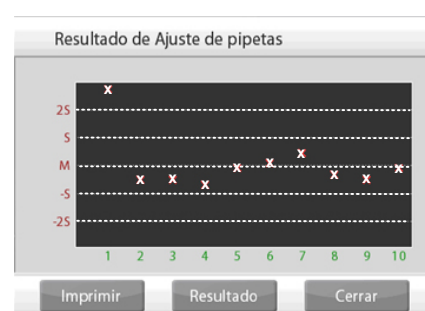 Resultado de Ajuste de pipetas
2S
S
M
-S
-2S
x x x x x x x x x x
1 2 3 4 5 6 7 8 9 10
Imprimir Resultado Cerrar